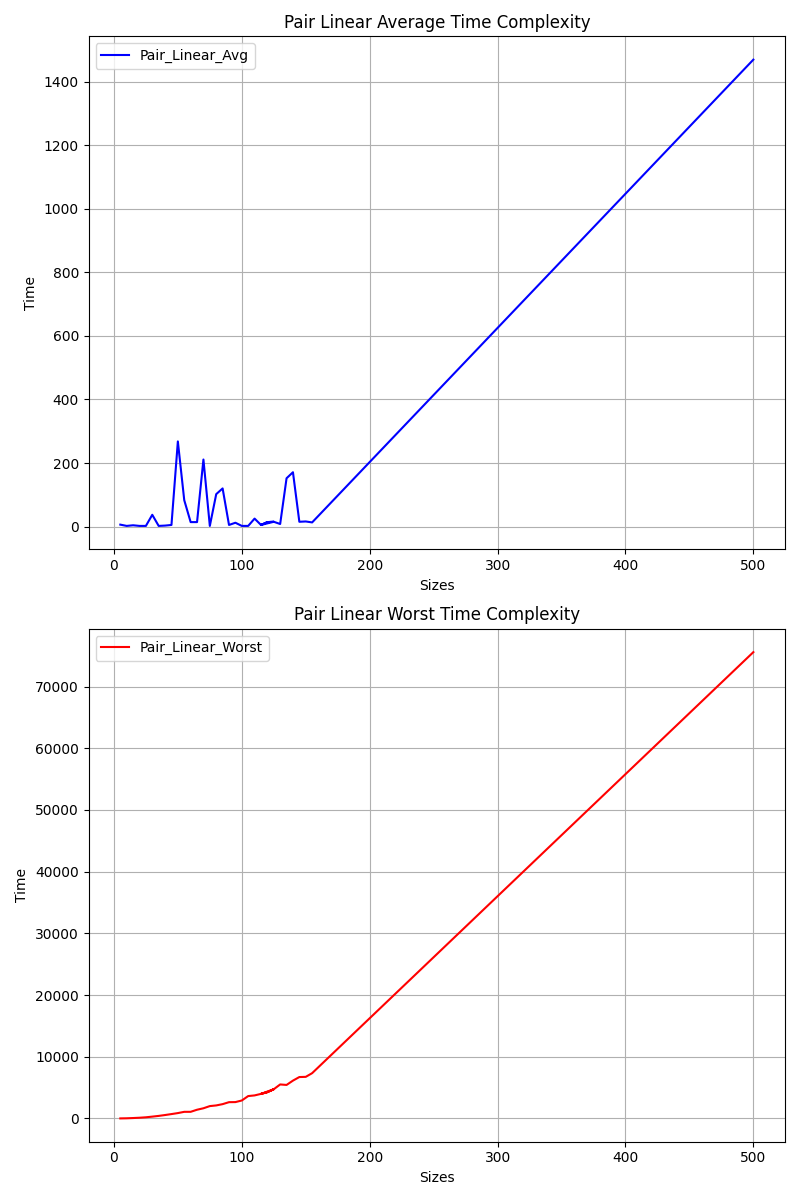 Pair Linear Average Time Complexity
Pair_Linear_Avg
1400
1200
1000
800
600
400
200
0
Time
0 100 200 300 400 500
Sizes
Pair Linear Worst Time Complexity
Pair_Linear_Worst
70000
60000
50000
40000
30000
20000
10000
0
Time
0 100 200 300 400 500
Sizes